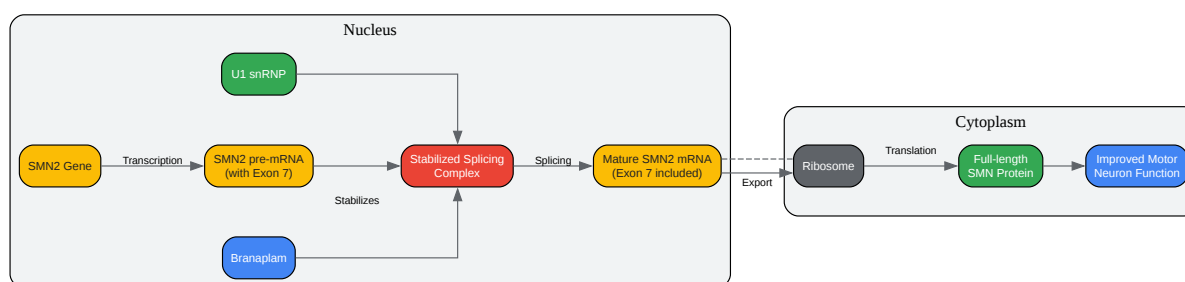 Nucleus
U1 snRNP
SMN2 Gene
Transcription
SMN2 pre-mRNA
(with Exon 7)
Stabilizes
Branaplam
Stabilized Splicing
Complex
Splicing
Mature SMN2 mRNA
(Exon 7 included)
Export
Cytoplasm
Ribosome
Translation
Full-length
SMN Protein
Improved Motor
Neuron Function